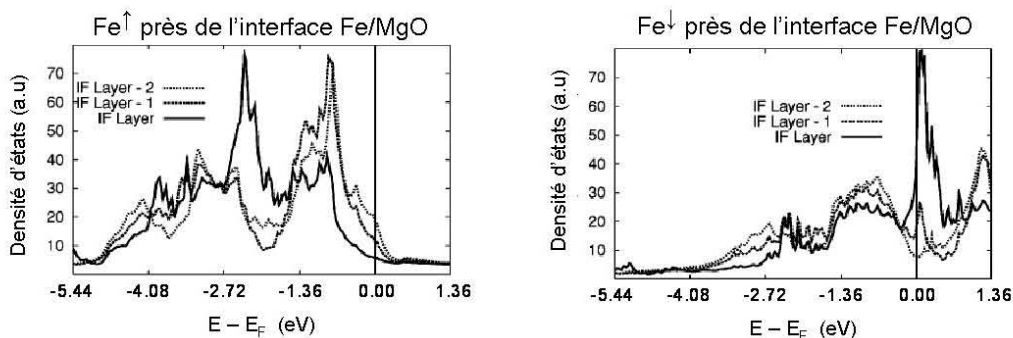 Fe↑ près de l'interface Fe/MgO
Densité d'états (a.u)
70
60
50
40
30
20
10
IF Layer - 2
IF Layer - 1
IF Layer
-5.44 -4.08 -2.72 -1.36 0.00 1.36
E – E_F (eV)
Fe↓ près de l'interface Fe/MgO
Densité d'états (a.u)
70
60
50
40
30
20
10
IF Layer - 2
IF Layer - 1
IF Layer
-5.44 -4.08 -2.72 -1.36 0.00 1.36
E – E_F (eV)